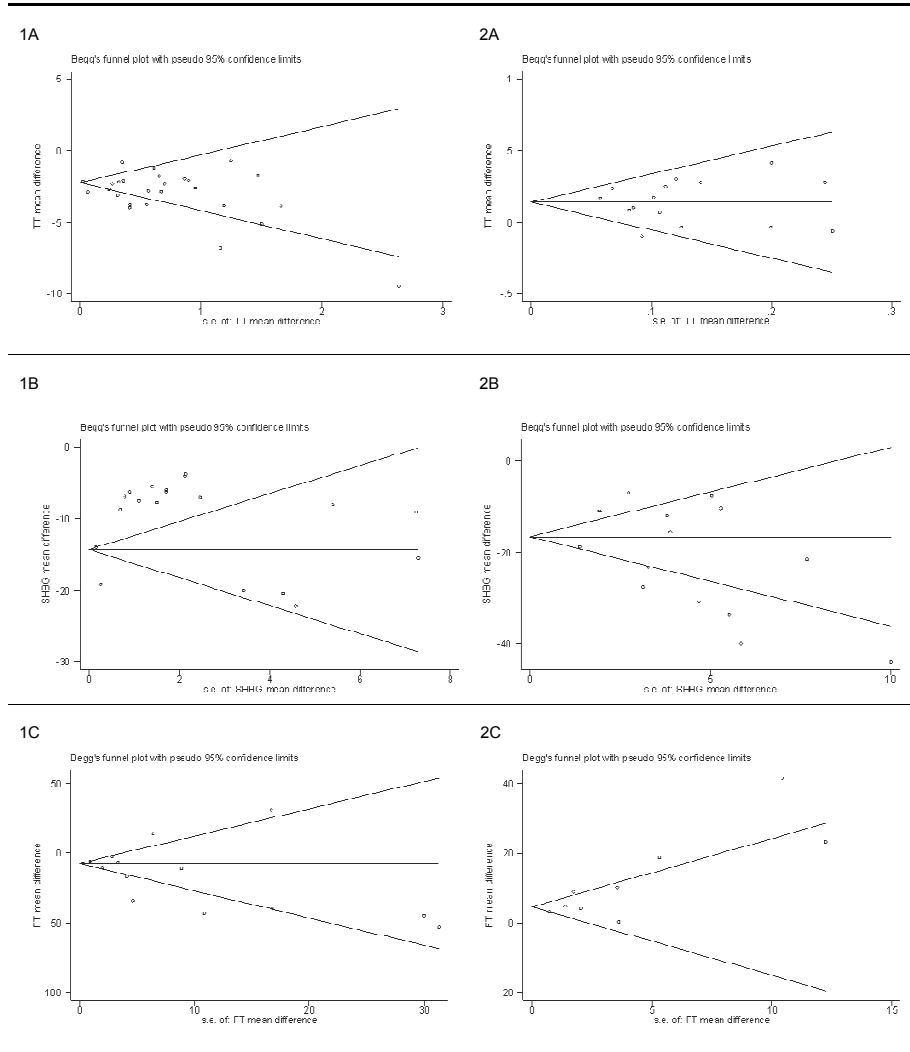 1A
Begg's funnel plot with pseudo 95% confidence limits
TT mean difference
5
0
-5
-10
0
1
2
3
s.e. of: TT mean difference
2A
Begg's funnel plot with pseudo 95% confidence limits
TT mean difference
1
.5
0
-.5
0
.1
.2
.3
s.e. of: TT mean difference
1B
Begg's funnel plot with pseudo 95% confidence limits
SHBG mean difference
0
-10
-20
-30
0
2
4
6
8
s.e. of: SHBG mean difference
2B
Begg's funnel plot with pseudo 95% confidence limits
SHBG mean difference
0
-20
-40
0
5
10
s.e. of: SHBG mean difference
1C
Begg's funnel plot with pseudo 95% confidence limits
FT mean difference
50
0
50
100
0
10
20
30
s.e. of: FT mean difference
2C
Begg's funnel plot with pseudo 95% confidence limits
FT mean difference
40
20
0
20
0
5
10
15
s.e. of: FT mean difference